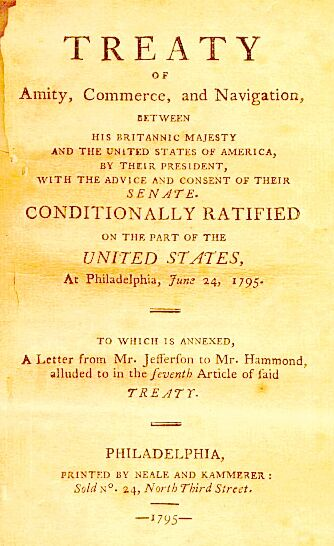 TREATY
OF
Amity, Commerce, and Navigation,
BETWEEN
HIS BRITANNIC MAJESTY
AND THE UNITED STATES OF AMERICA,
BY THEIR PRESIDENT,
WITH THE ADVICE AND CONSENT OF THEIR
SENATE.
CONDITIONALLY RATIFIED
ON THE PART OF THE
UNITED STATES,
At Philadelphia, June 24, 1795.
TO WHICH IS ANNEXED,
A Letter from Mr. Jefferſon to Mr. Hammond,
alluded to in the ſeventh Article of ſaid
TREATY.
PHILADELPHIA,
PRINTED BY NEALE AND KAMMERER:
Sold No. 24, North Third Street.
—1795—